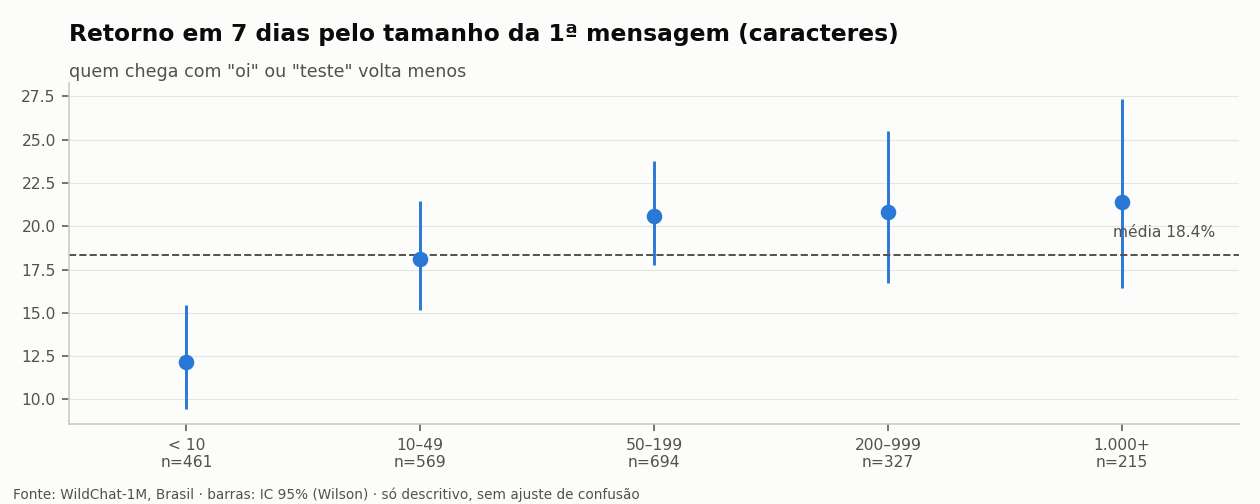 Retorno em 7 dias pelo tamanho da 1ª mensagem (caracteres)
quem chega com "oi" ou "teste" volta menos
27.5
25.0
22.5
20.0
17.5
15.0
12.5
10.0
média 18.4%
< 10
n=461
10–49
n=569
50–199
n=694
200–999
n=327
1.000+
n=215
Fonte: WildChat-1M, Brasil · barras: IC 95% (Wilson) · só descritivo, sem ajuste de confusão